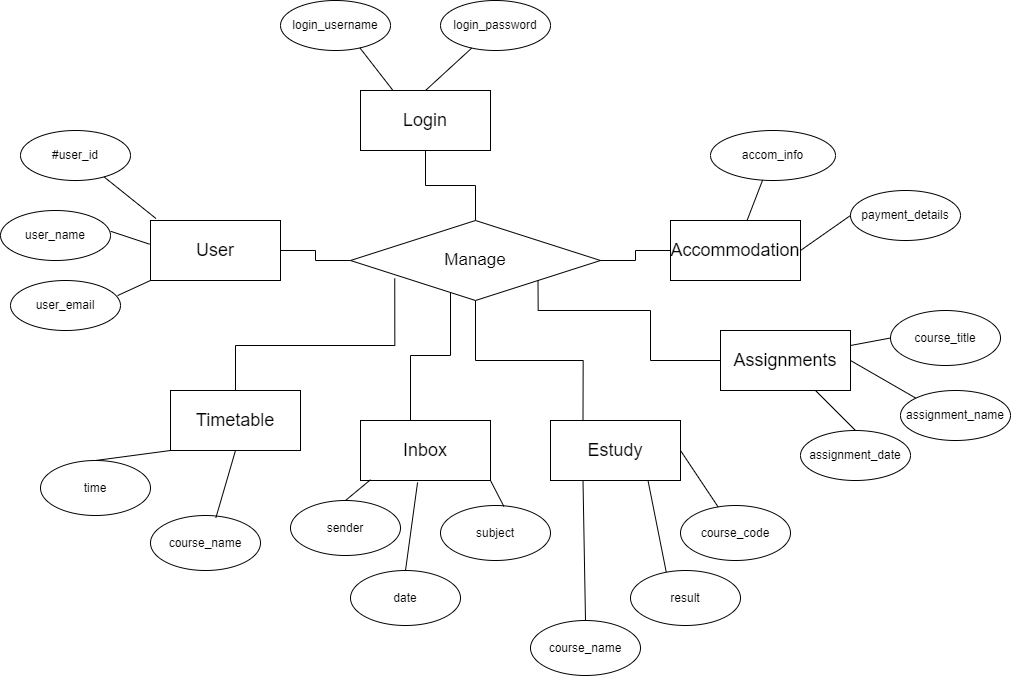 login_username
login_password
Login
#user_id
accom_info
user_name
payment_details
User
Manage
Accommodation
user_email
course_title
Assignments
assignment_name
Timetable
Inbox
Estudy
assignment_date
time
sender
subject
course_code
course_name
date
result
course_name